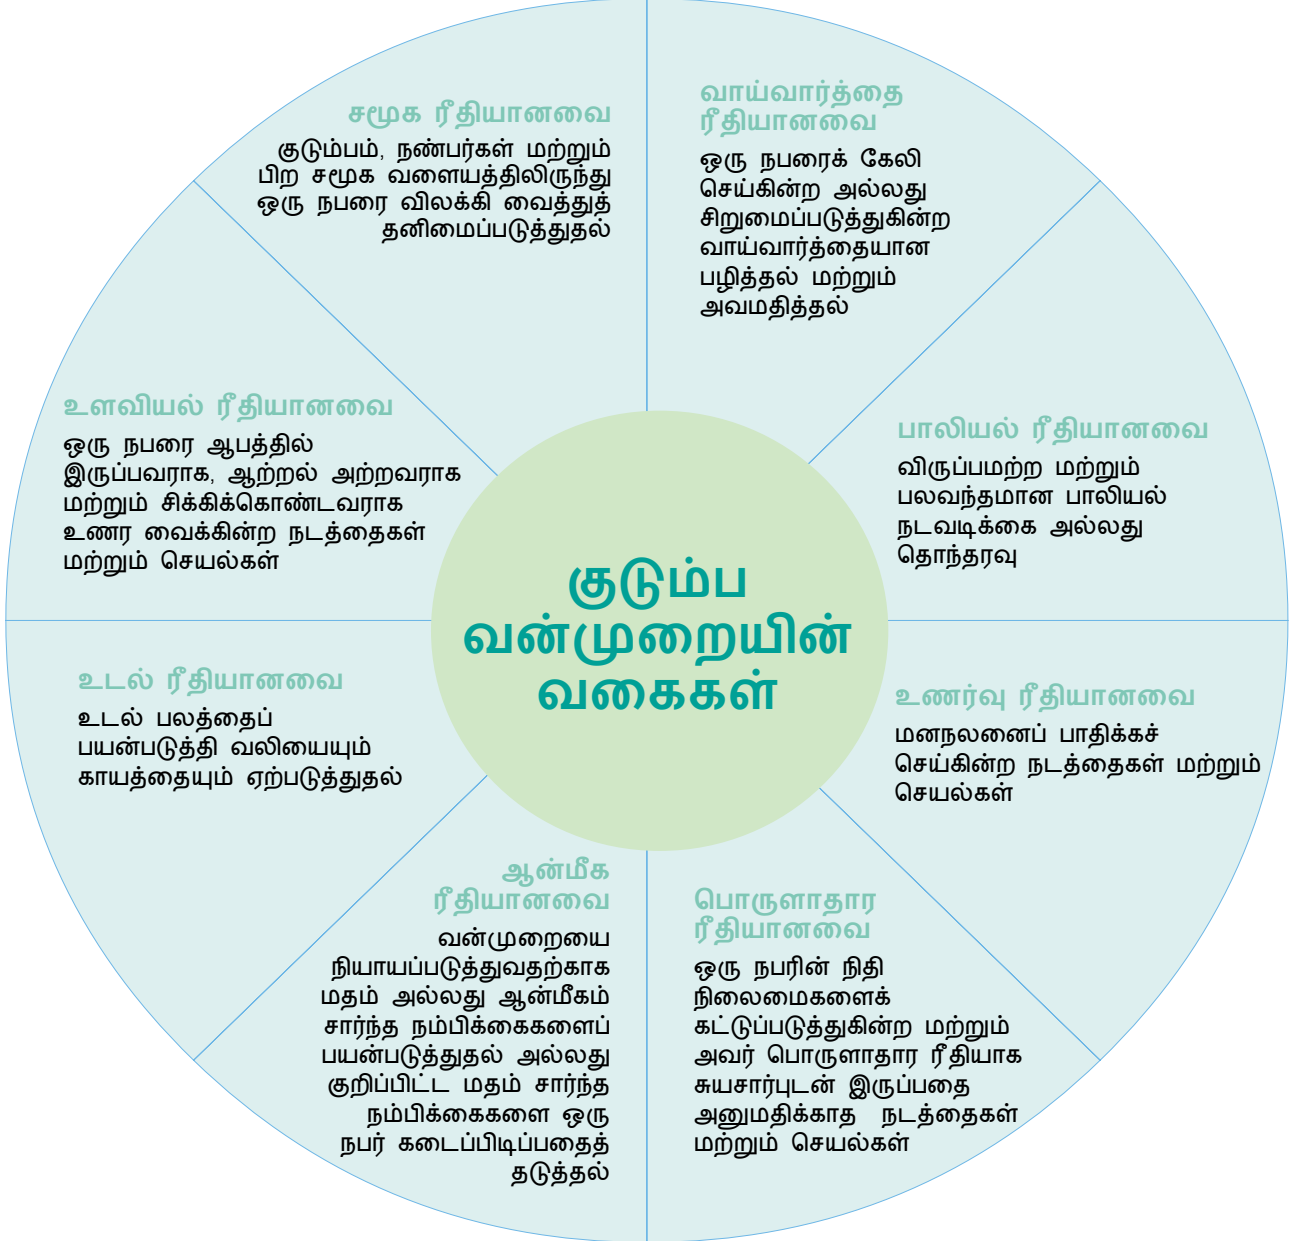 குடும்ப
வன்முறையின்
வகைகள்
வாய்வார்த்தை
ரீதியானவை
ஒரு நபரைக் கேலி
செய்கின்ற அல்லது
சிறுமைப்படுத்துகின்ற
வாய்வார்த்தையான
பழித்தல் மற்றும்
அவமதித்தல்
பாலியல் ரீதியானவை
விருப்பமற்ற மற்றும்
பலவந்தமான பாலியல்
நடவடிக்கை அல்லது
தொந்தரவு
உணர்வு ரீதியானவை
மனநலனைப் பாதிக்கச்
செய்கின்ற நடத்தைகள் மற்றும்
செயல்கள்
பொருளாதார
ரீதியானவை
ஒரு நபரின் நிதி
நிலைமைகளைக்
கட்டுப்படுத்துகின்ற மற்றும்
அவர் பொருளாதார ரீதியாக
சுயசார்புடன் இருப்பதை
அனுமதிக்காத நடத்தைகள்
மற்றும் செயல்கள்
ஆன்மீக
ரீதியானவை
வன்முறையை
நியாயப்படுத்துவதற்காக
மதம் அல்லது ஆன்மீகம்
சார்ந்த நம்பிக்கைகளைப்
பயன்படுத்துதல் அல்லது
குறிப்பிட்ட மதம் சார்ந்த
நம்பிக்கைகளை ஒரு
நபர் கடைப்பிடிப்பதைத்
தடுத்தல்
உடல் ரீதியானவை
உடல் பலத்தைப்
பயன்படுத்தி வலியையும்
காயத்தையும் ஏற்படுத்துதல்
உளவியல் ரீதியானவை
ஒரு நபரை ஆபத்தில்
இருப்பவராக, ஆற்றல் அற்றவராக
மற்றும் சிக்கிக்கொண்டவராக
உணர வைக்கின்ற நடத்தைகள்
மற்றும் செயல்கள்
சமூக ரீதியானவை
குடும்பம், நண்பர்கள் மற்றும்
பிற சமூக வளையத்திலிருந்து
ஒரு நபரை விலக்கி வைத்துத்
தனிமைப்படுத்துதல்